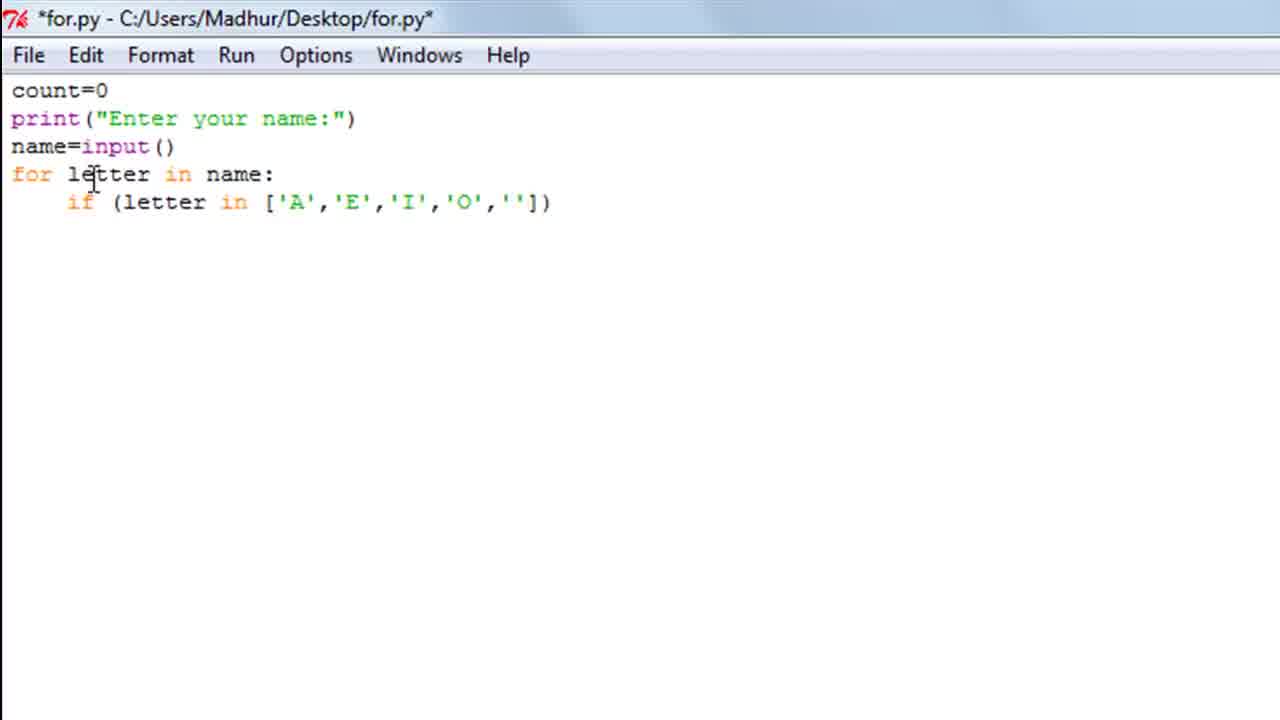 *for.py - C:/Users/Madhur/Desktop/for.py*
File Edit Format Run Options Windows Help
count=0
print("Enter your name:")
name=input()
for letter in name:
    if (letter in ['A','E','I','O',''])